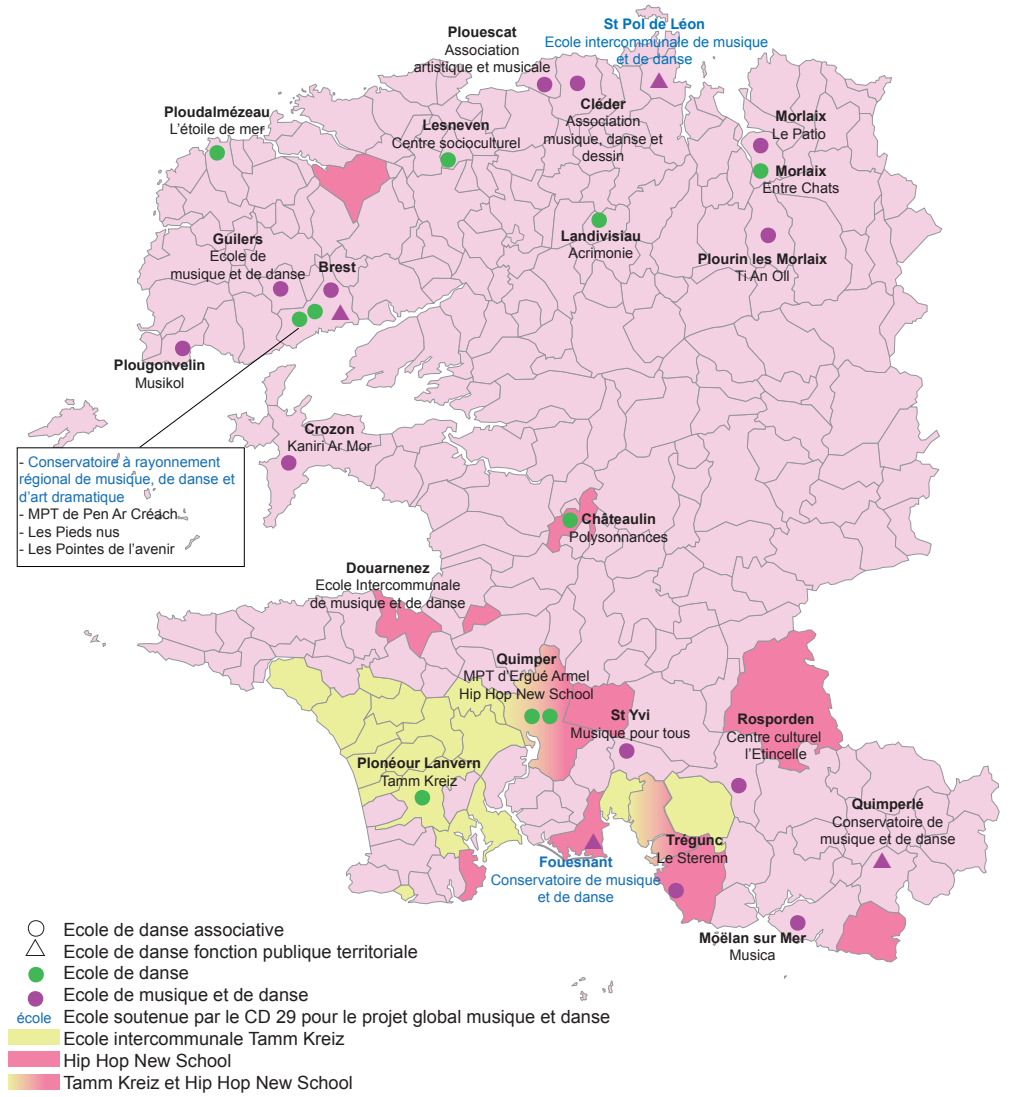 St Pol de Léon
Ecole intercommunale de musique
et de danse
Plouescat
Association
artistique et musicale
Cléder
Association
musique, danse et
dessin
Ploudalmézeau
L'étoile de mer
Lesneven
Centre socioculturel
Morlaix
Le Patio
Morlaix
Entre Chats
Landivisiau
Acrimonie
Plourin les Morlaix
Ti An Oll
Guilers
Ecole de
musique et de danse
Brest
Plougonvelin
Musikol
Crozon
Kaniri Ar Mor
- Conservatoire à rayonnement
régional de musique, de danse et
d'art dramatique
- MPT de Pen Ar Créach
- Les Pieds nus
- Les Pointes de l'avenir
Châteaulin
Polysonnances
Douarnenez
Ecole Intercommunale
de musique et de danse
Quimper
MPT d'Ergué Armel
Hip Hop New School
St Yvi
Musique pour tous
Rosporden
Centre culturel
l'Etincelle
Plonéour Lanvern
Tamm Kreiz
Quimperlé
Conservatoire de
musique et de danse
Trégunc
Le Sterenn
Fouesnant
Conservatoire de musique
et de danse
Moëlan sur Mer
Musica
Ecole de danse associative
Ecole de danse fonction publique territoriale
Ecole de danse
Ecole de musique et de danse
école Ecole soutenue par le CD 29 pour le projet global musique et danse
Ecole intercommunale Tamm Kreiz
Hip Hop New School
Tamm Kreiz et Hip Hop New School